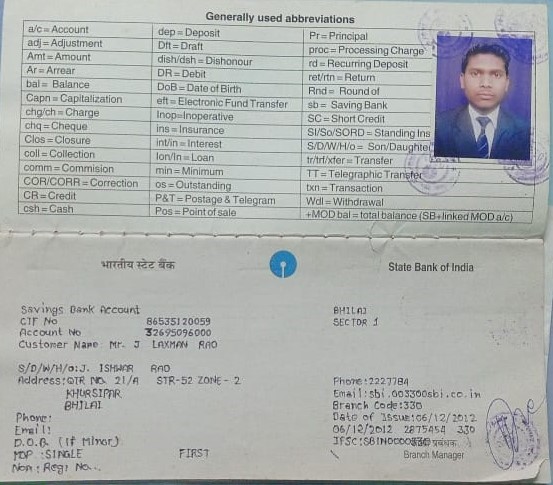 Generally used abbreviations
a/c = Account
adj = Adjustment
Amt = Amount
Ar = Arrear
bal = Balance
Capn = Capitalization
chg/ch = Charge
chq = Cheque
Clos = Closure
coll = Collection
comm = Commision
COR/CORR = Correction
CR = Credit
csh = Cash
dep = Deposit
Dft = Draft
dish/dsh = Dishonour
DR = Debit
DoB = Date of Birth
eft = Electronic Fund Transfer
Inop=Inoperative
ins = Insurance
int/in = Interest
lon/ln = Loan
min = Minimum
os = Outstanding
P&T = Postage & Telegram
Pos = Point of sale
Pr = Principal
proc = Processing Charge
rd = Recurring Deposit
ret/rtn = Return
Rnd = Round of
sb = Saving Bank
SC = Short Credit
SI/So/SORD = Standing Ins
S/D/W/H/o = Son/Daughter
tr/trf/xfer = Transfer
TT = Telegraphic Transfer
txn = Transaction
Wdl = Withdrawal
+MOD bal = total balance (SB+linked MOD a/c)
भारतीय स्टेट बैंक
State Bank of India
Savings Bank Account
CIF No 86535120059
Account No 32695096000
Customer Name Mr. J LAXMAN RAO
S/D/W/H/o:J. ISHWAR RAO
Address:QTR NO. 21/A STR-52 ZONE - 2
KHURSIPAR
BHILAI
Phone:
Email:
D.O.B. (if Minor)
MOP :SINGLE FIRST
Nom: Regi No..
BHILAI
SECTOR 1
Phone:2227784
Email:sbi.00330@sbi.co.in
Branch Code:330
Date of Issue:06/12/2012
06/12/2012 2875454 330
IFSC:SBIN0000330 प्रबंधक
Branch Manager